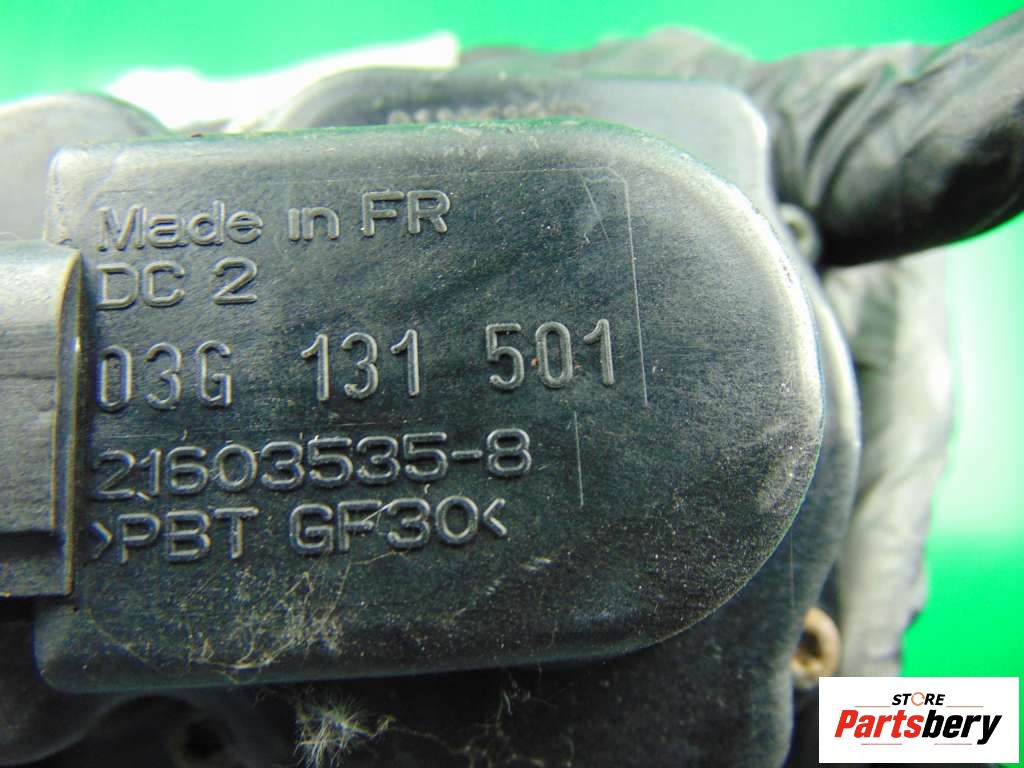 Made in FR
DC 2
03G 131 501
21603535-8
>PBT GF30<
STORE
Partsbery